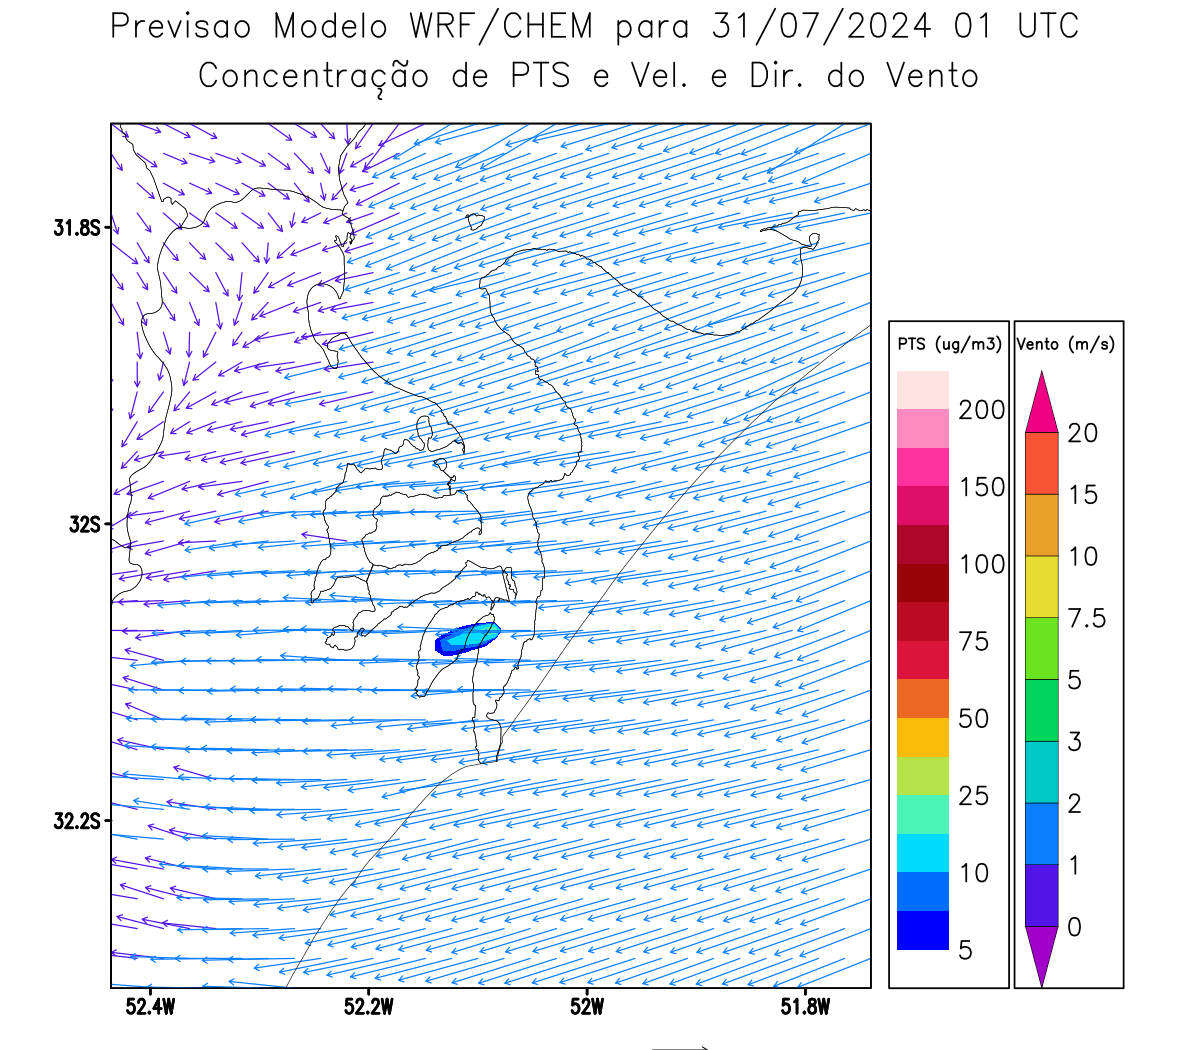 Previsao Modelo WRF/CHEM para 31/07/2024 01 UTC
Concentração de PTS e Vel. e Dir. do Vento
31.8S
32S
32.2S
52.4W 52.2W 52W 51.8W
PTS (ug/m3)
200
150
100
75
50
25
10
5
Vento (m/s)
20
15
10
7.5
5
3
2
1
0